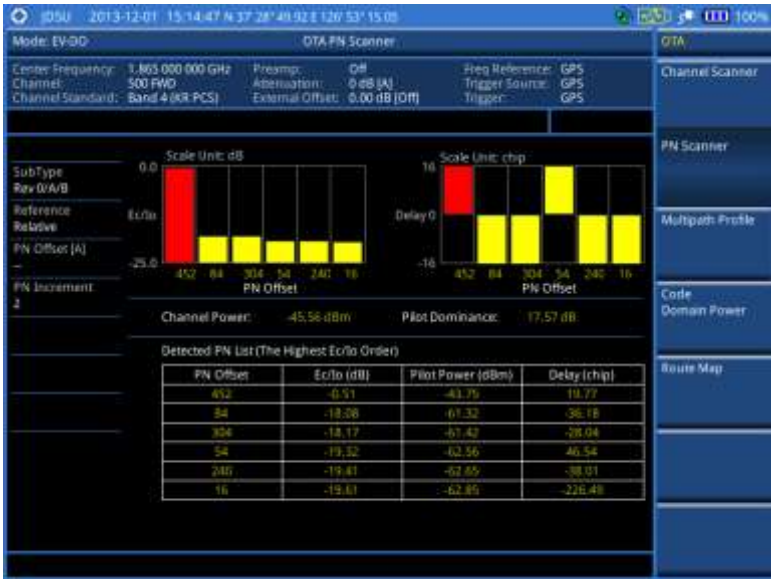 JDSU 2013-12-01 15:14:47 N 37° 28' 49.92 E 126° 53' 15.05 100%
Mode: EV-DO OTA PN Scanner OTA
Center Frequency: 1.865 000 000 GHz Preamp: Off Freq Reference: GPS
Channel: 500 FWD Attenuation: 0 dB [A] Trigger Source: GPS
Channel Standard: Band 4 (KR PCS) External Offset: 0.00 dB [Off] Trigger: GPS
Channel Scanner
PN Scanner
Multipath Profile
Code
Domain Power
Route Map
SubType
Rev 0/A/B
Reference
Relative
PN Offset [A]
--
PN Increment
2
Scale Unit: dB
0.0
Ec/Io
-25.0
452 84 304 54 240 16
PN Offset
Scale Unit: chip
16
Delay 0
-16
452 84 304 54 240 16
PN Offset
Channel Power: -45.56 dBm Pilot Dominance: 17.57 dB
Detected PN List (The Highest Ec/Io Order)
PN Offset Ec/Io (dB) Pilot Power (dBm) Delay (chip)
452 -0.51 -43.75 19.77
84 -18.08 -61.32 -36.18
304 -18.17 -61.42 -28.04
54 -19.32 -62.56 46.54
240 -19.41 -62.65 -38.01
16 -19.61 -62.85 -226.49